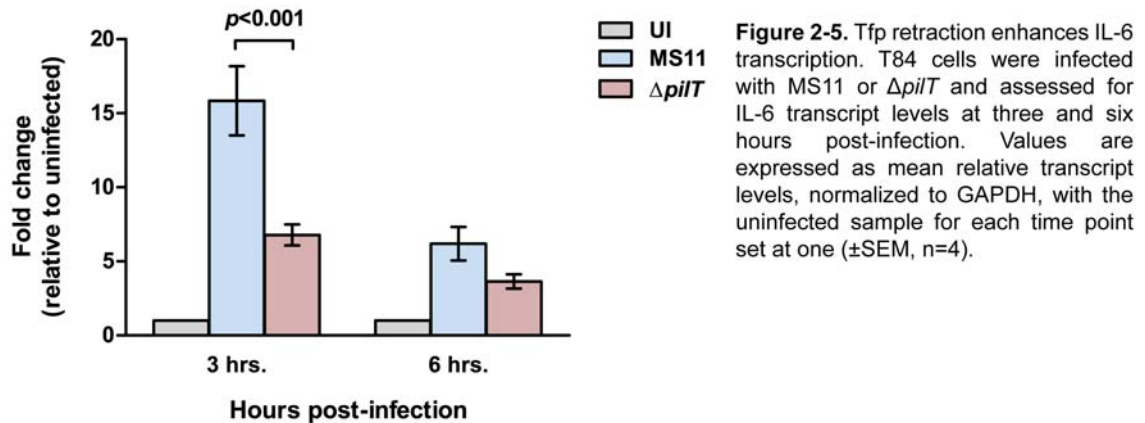 p<0.001
20
15
10
5
0
Fold change
(relative to uninfected)
3 hrs.
6 hrs.
Hours post-infection
UI
MS11
ΔpilT
Figure 2-5. Tfp retraction enhances IL-6
transcription. T84 cells were infected
with MS11 or ΔpilT and assessed for
IL-6 transcript levels at three and six
hours post-infection. Values are
expressed as mean relative transcript
levels, normalized to GAPDH, with the
uninfected sample for each time point
set at one (±SEM, n=4).